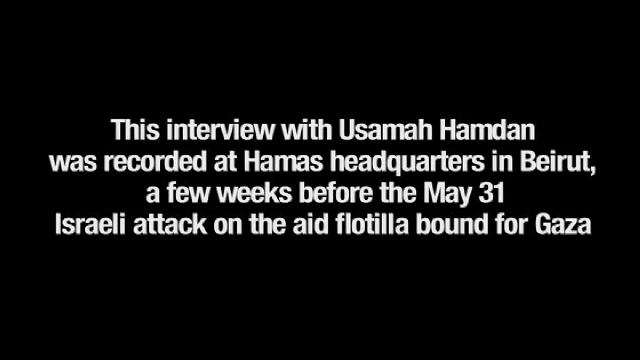 This interview with Usamah Hamdan
was recorded at Hamas headquarters in Beirut,
a few weeks before the May 31
Israeli attack on the aid flotilla bound for Gaza